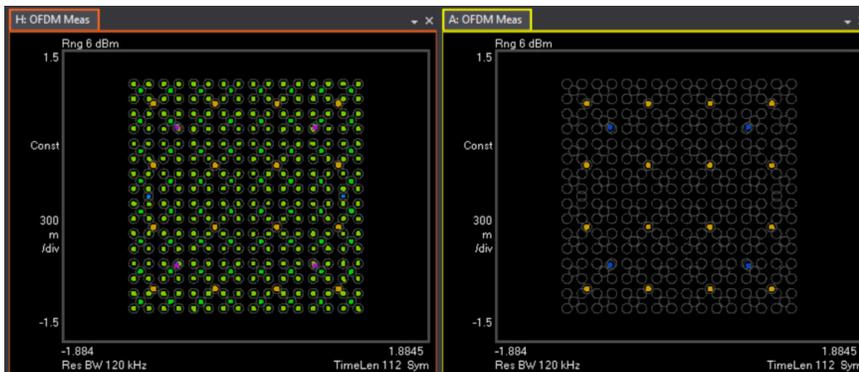 H: OFDM Meas
Rng 6 dBm
1.5
Const
300
m
/div
-1.5
-1.884
1.8845
Res BW 120 kHz
TimeLen 112 Sym
A: OFDM Meas
Rng 6 dBm
1.5
Const
300
m
/div
-1.5
-1.884
1.8845
Res BW 120 kHz
TimeLen 112 Sym